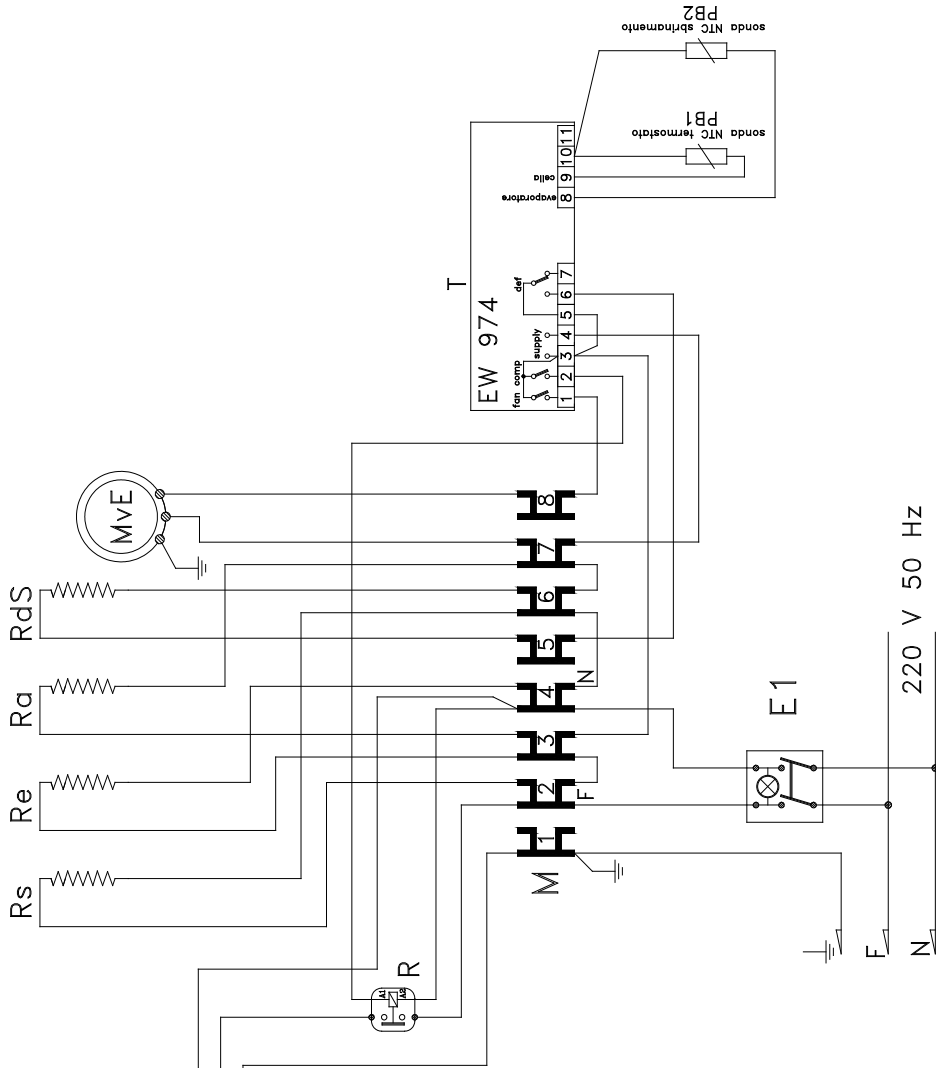 sonda NTC sbrinamento
PB2
sonda NTC termostato
PB1
T
EW 974
evaporatore
cella
8 9 10 11
fan comp
supply
def
1 2 3 4 5 6 7
MvE
RdS
Ra
Re
Rs
8
7
6
5
4
3
2
1
N
F
M
E1
A1
A2
R
F
N
220 V 50 Hz